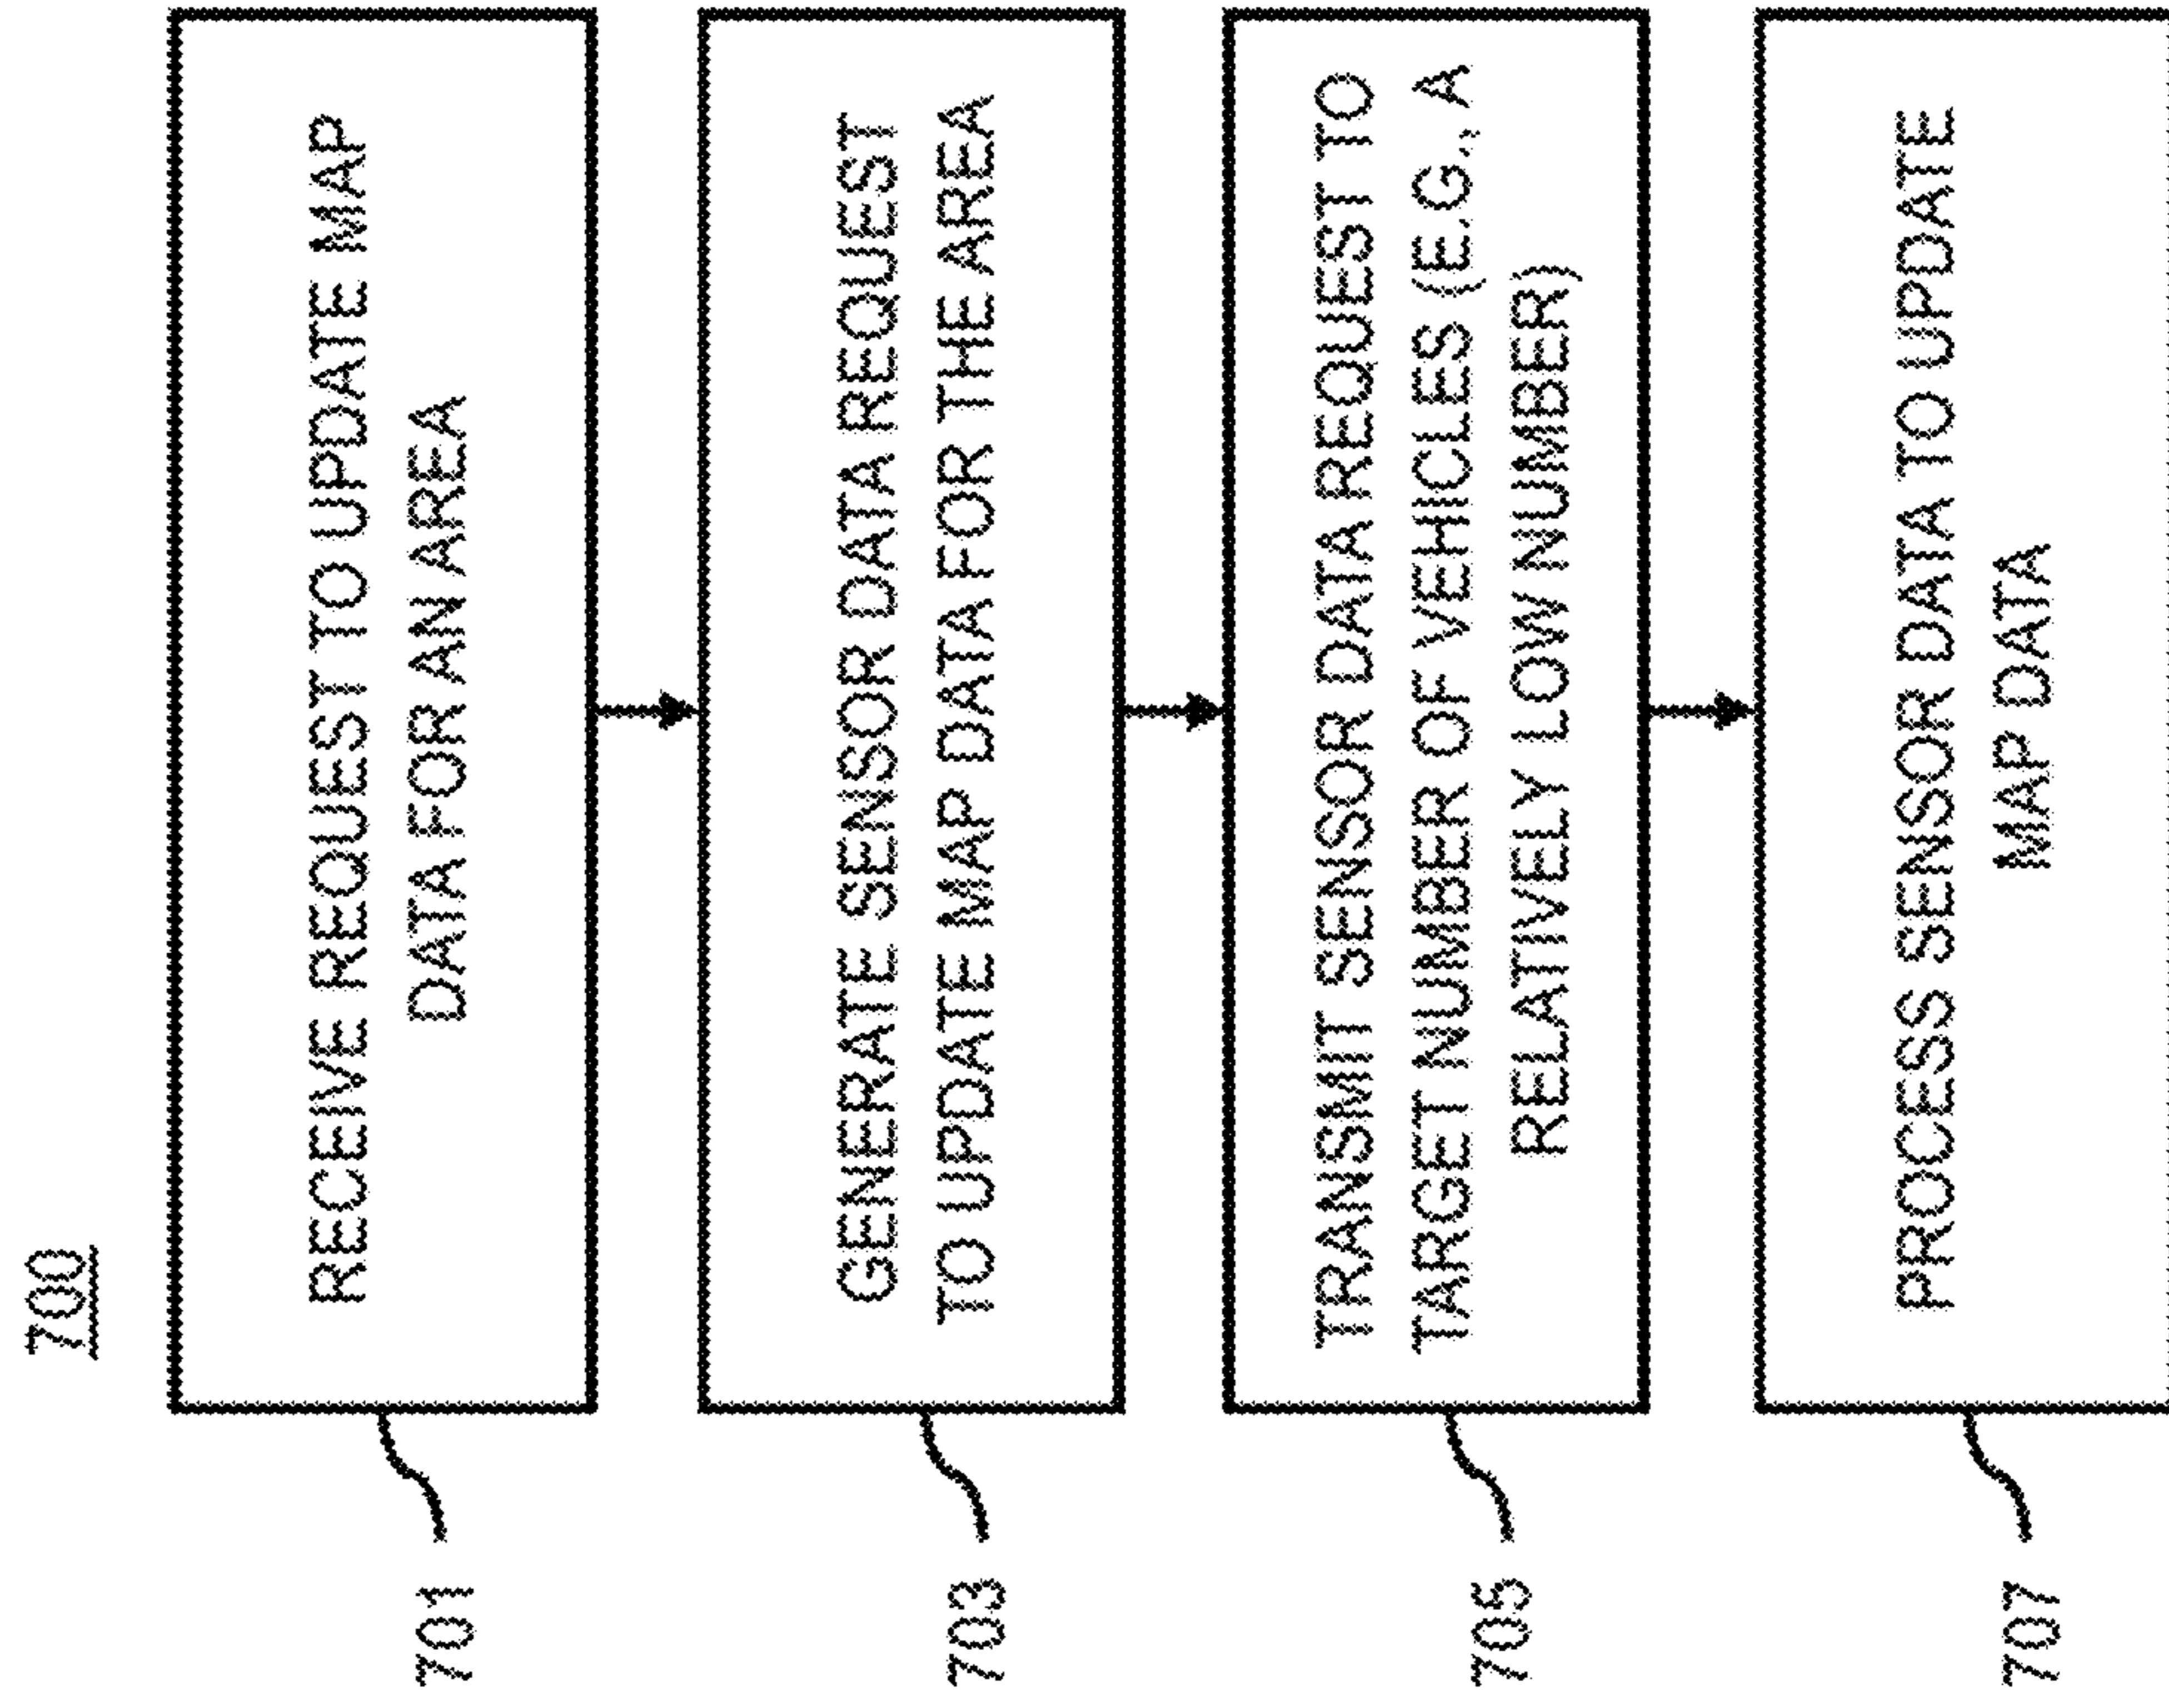 700
RECEIVE REQUEST TO UPDATE MAP
DATA FOR AN AREA
701
GENERATE SENSOR DATA REQUEST
TO UPDATE MAP DATA FOR THE AREA
703
TRANSMIT SENSOR DATA REQUEST TO
TARGET NUMBER OF VEHICLES (E.G., A
RELATIVELY LOW NUMBER)
705
PROCESS SENSOR DATA TO UPDATE
MAP DATA
707